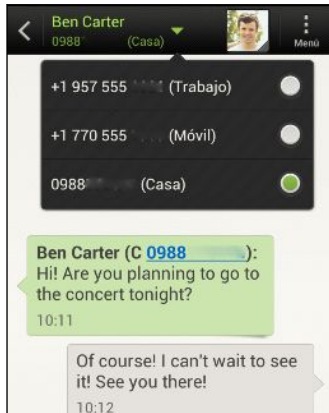 Ben Carter
0988 (Casa)
Menú
+1 957 555 (Trabajo)
+1 770 555 (Móvil)
0988 (Casa)
Ben Carter (C 0988 ):
Hi! Are you planning to go to
the concert tonight?
10:11
Of course! I can't wait to see
it! See you there!
10:12